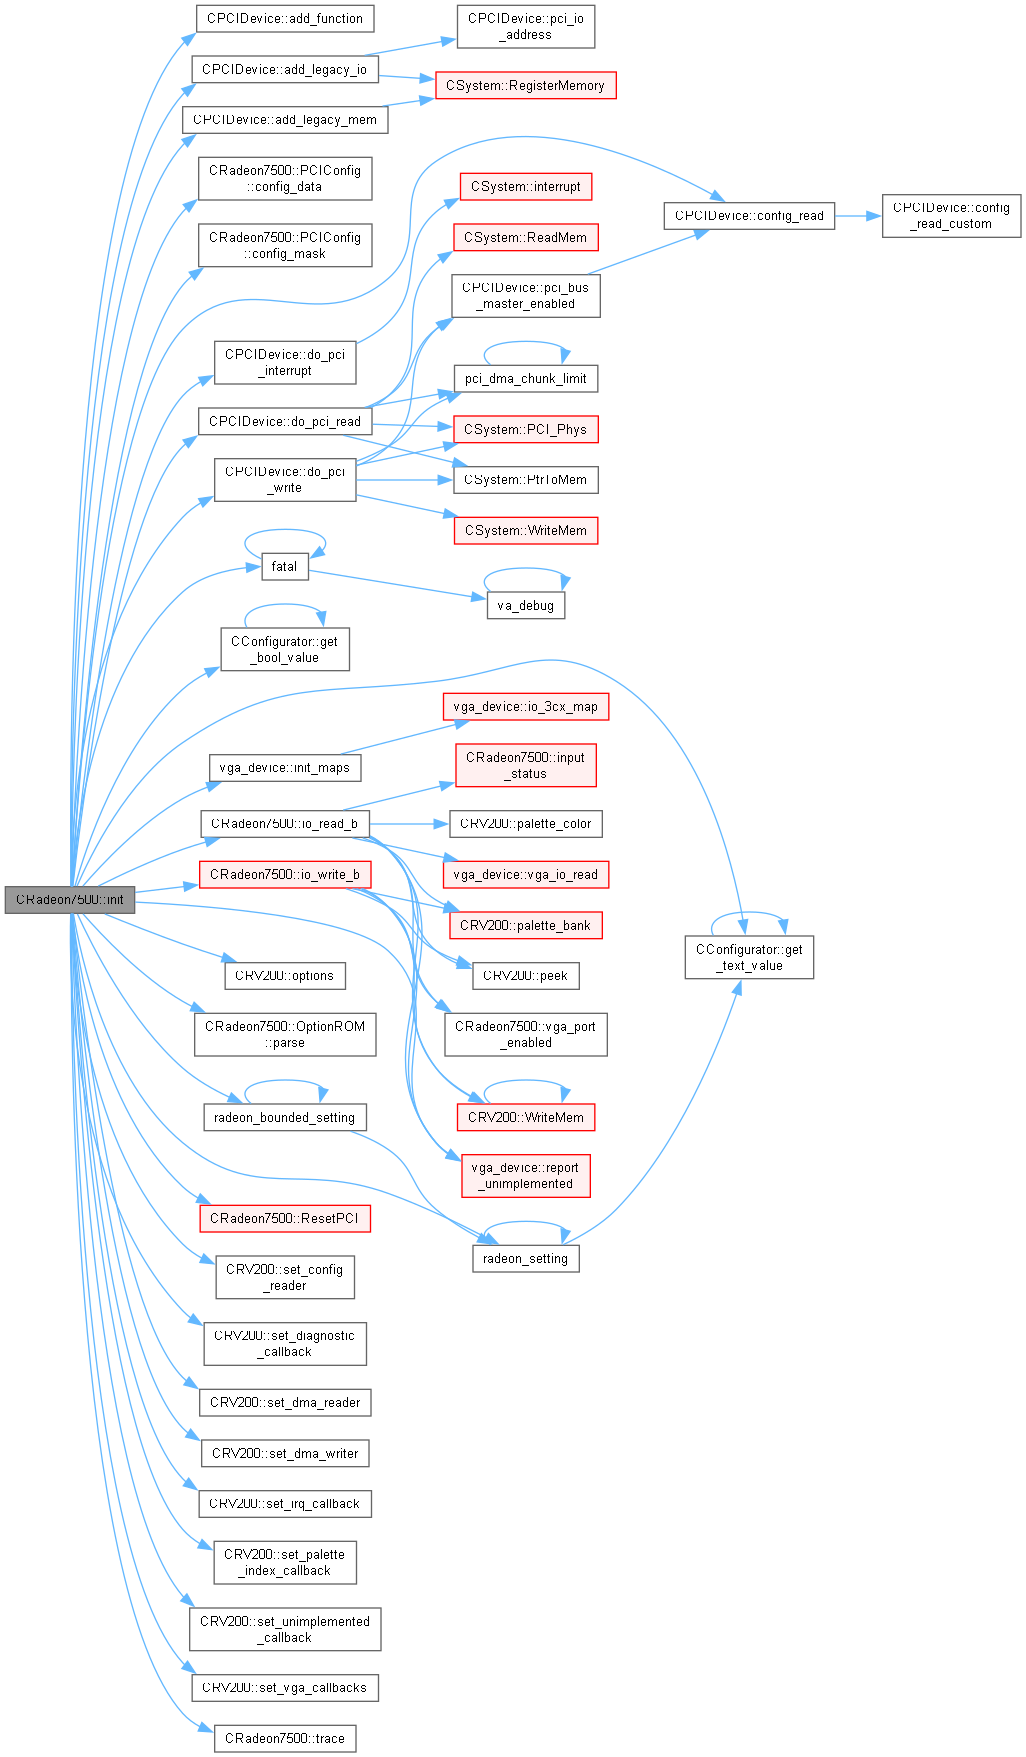 CPCIDevice::add_function
CPCIDevice::pci_io
_address
CPCIDevice::add_legacy_io
CSystem::RegisterMemory
CPCIDevice::add_legacy_mem
CRadeon7500::PCIConfig
::config_data
CSystem::interrupt
CPCIDevice::config_read
CPCIDevice::config
_read_custom
CRadeon7500::PCIConfig
::config_mask
CSystem::ReadMem
CPCIDevice::pci_bus
_master_enabled
CPCIDevice::do_pci
_interrupt
pci_dma_chunk_limit
CPCIDevice::do_pci_read
CSystem::PCI_Phys
CPCIDevice::do_pci
_write
CSystem::PtrToMem
CSystem::WriteMem
fatal
va_debug
CConfigurator::get
_bool_value
vga_device::io_3cx_map
vga_device::init_maps
CRadeon7500::input
_status
CRadeon7500::io_read_b
CRV200::palette_color
CRadeon7500::io_write_b
vga_device::vga_io_read
CRadeon7500::init
CRV200::palette_bank
CConfigurator::get
_text_value
CRV200::options
CRV200::peek
CRadeon7500::OptionROM
::parse
CRadeon7500::vga_port
_enabled
radeon_bounded_setting
CRV200::WriteMem
vga_device::report
_unimplemented
CRadeon7500::ResetPCI
radeon_setting
CRV200::set_config
_reader
CRV200::set_diagnostic
_callback
CRV200::set_dma_reader
CRV200::set_dma_writer
CRV200::set_irq_callback
CRV200::set_palette
_index_callback
CRV200::set_unimplemented
_callback
CRV200::set_vga_callbacks
CRadeon7500::trace